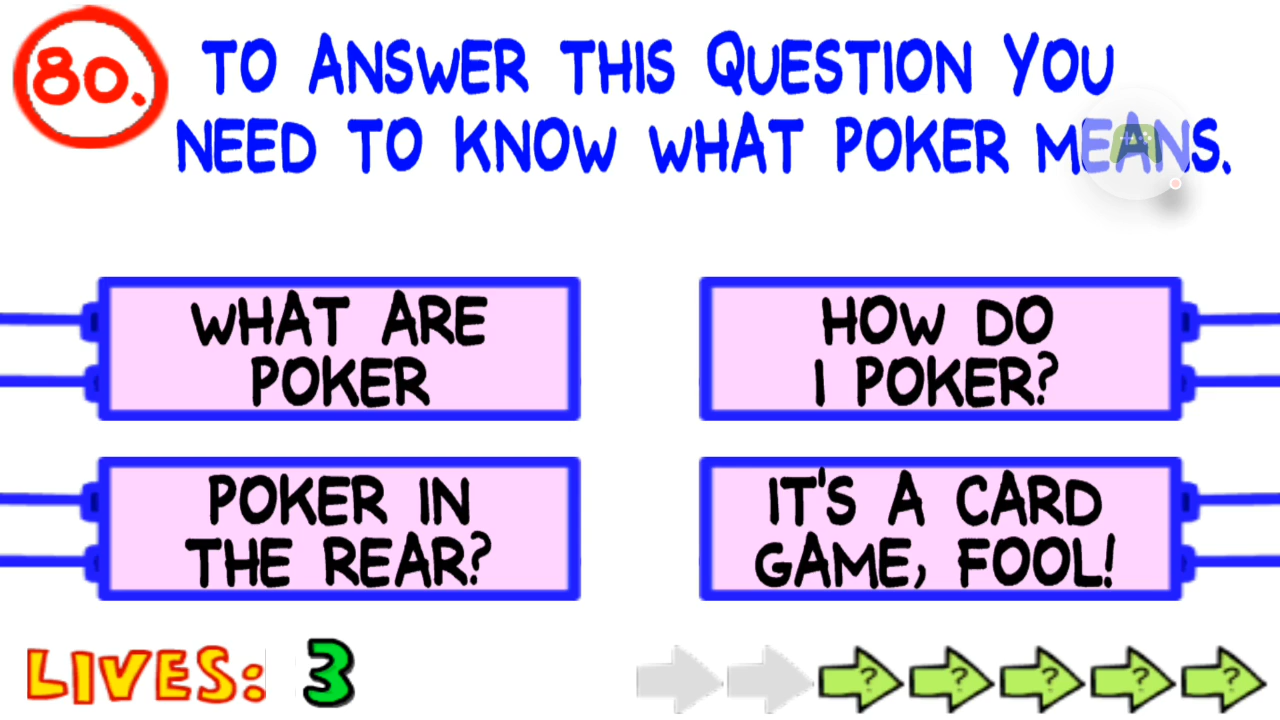 80. TO ANSWER THIS QUESTION YOU
NEED TO KNOW WHAT POKER MEANS.
WHAT ARE
POKER
HOW DO
I POKER?
POKER IN
THE REAR?
IT'S A CARD
GAME, FOOL!
LIVES: 3
? ? ? ? ?